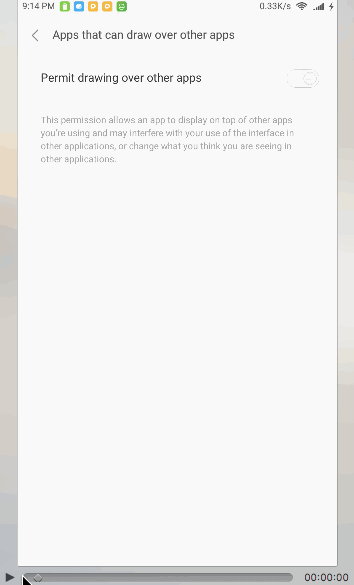 9:14 PM 0.33K/s
Apps that can draw over other apps
Permit drawing over other apps
This permission allows an app to display on top of other apps
you're using and may interfere with your use of the interface in
other applications, or change what you think you are seeing in
other applications.
00:00:00